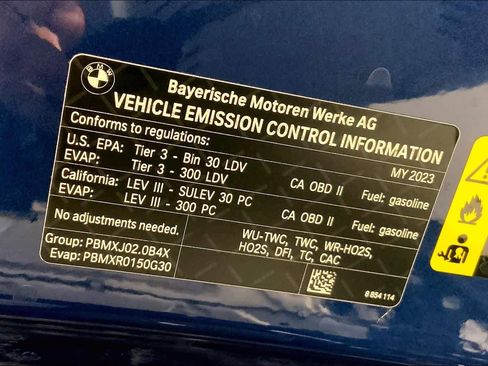 BMW
Bayerische Motoren Werke AG
VEHICLE EMISSION CONTROL INFORMATION
Conforms to regulations: MY 2023
U.S. EPA: Tier 3 - Bin 30 LDV CA OBD II Fuel: gasoline
EVAP: Tier 3 - 300 LDV
California: LEV III - SULEV 30 PC CA OBD II Fuel: gasoline
EVAP: LEV III - 300 PC
No adjustments needed.
WU-TWC, TWC, WR-HO2S,
HO2S, DFI, TC, CAC
Group: PBMXJ02.0B4X
Evap: PBMXR0150G30
8 854 114